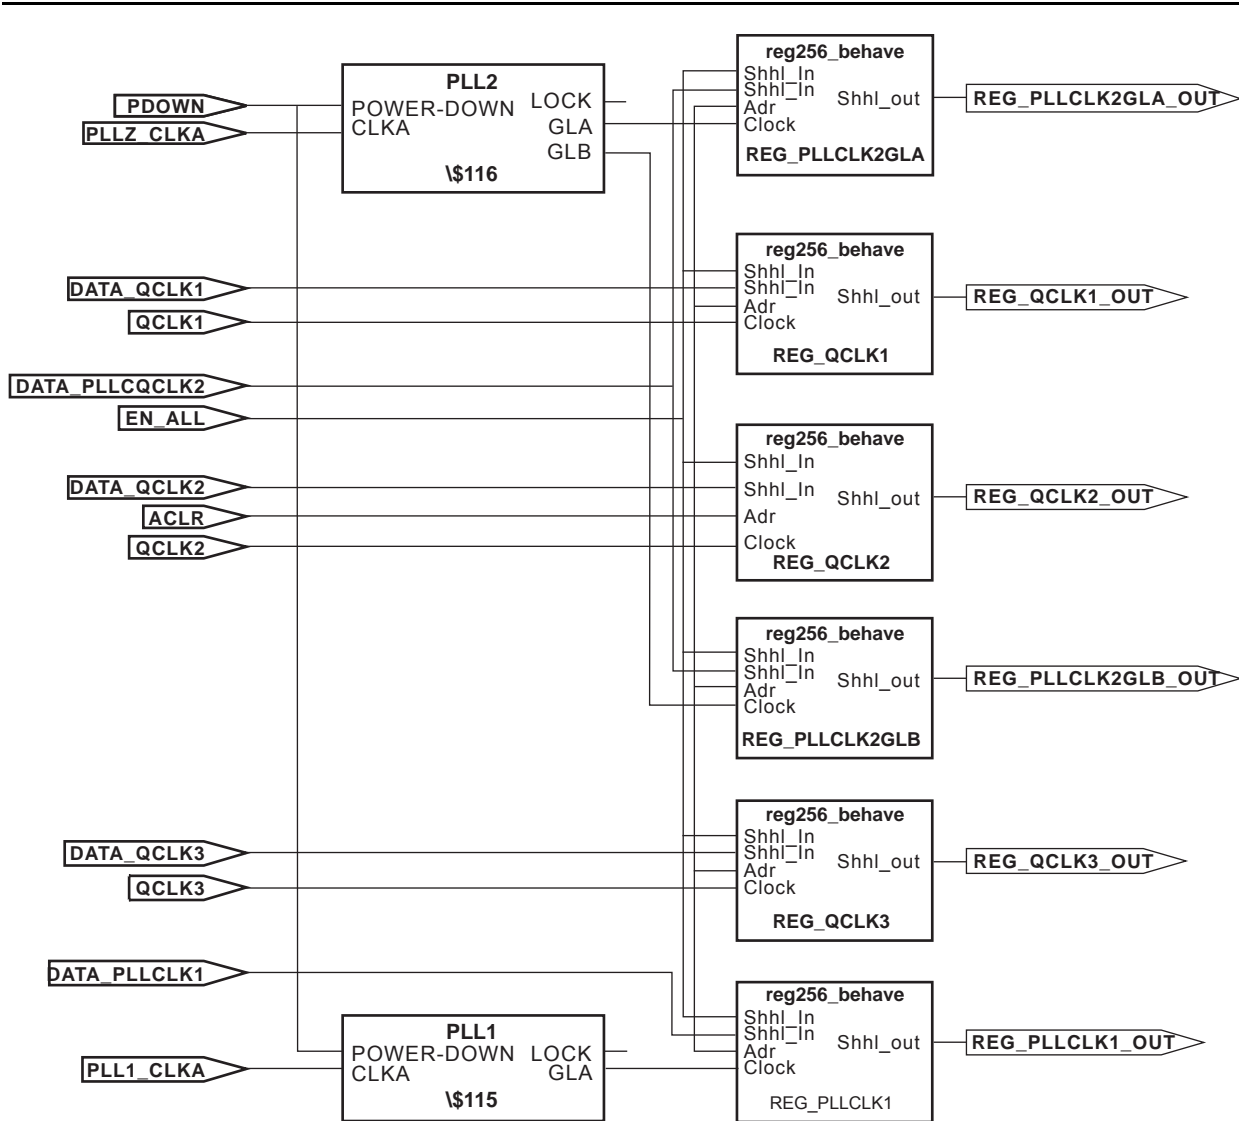 PDOWN
PLLZ_CLKA
PLL2
POWER-DOWN LOCK
CLKA GLA
GLB
\$116
reg256_behave
Shhl_In
Shhl_In
Adr Shhl_out
Clock
REG_PLLCLK2GLA
REG_PLLCLK2GLA_OUT
DATA_QCLK1
QCLK1
reg256_behave
Shhl_In
Shhl_In
Adr Shhl_out
Clock
REG_QCLK1
REG_QCLK1_OUT
DATA_PLLCQCLK2
EN_ALL
DATA_QCLK2
ACLR
QCLK2
reg256_behave
Shhl_In
Shhl_In Shhl_out
Adr
Clock
REG_QCLK2
REG_QCLK2_OUT
reg256_behave
Shhl_In
Shhl_In
Adr Shhl_out
Clock
REG_PLLCLK2GLB
REG_PLLCLK2GLB_OUT
DATA_QCLK3
QCLK3
reg256_behave
Shhl_In
Shhl_In
Adr Shhl_out
Clock
REG_QCLK3
REG_QCLK3_OUT
DATA_PLLCLK1
PLL1_CLKA
PLL1
POWER-DOWN LOCK
CLKA GLA
\$115
reg256_behave
Shhl_In
Shhl_In
Adr Shhl_out
Clock
REG_PLLCLK1
REG_PLLCLK1_OUT